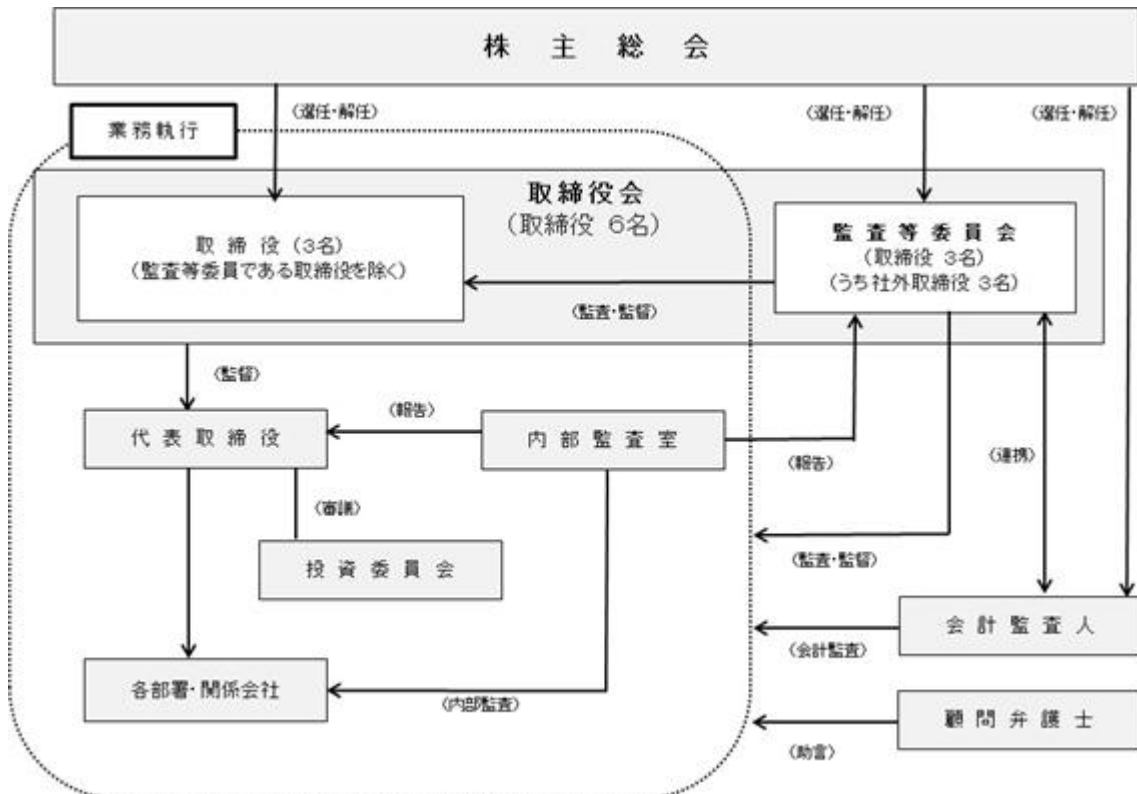 株主総会
〈選任・解任〉
〈選任・解任〉
〈選任・解任〉
業務執行
取締役会
（取締役 6名）
取締役（3名）
（監査等委員である取締役を除く）
監査等委員会
（取締役 3名）
（うち社外取締役 3名）
〈監査・監督〉
〈監督〉
代表取締役
〈報告〉
内部監査室
〈報告〉
〈連携〉
〈審議〉
投資委員会
〈監査・監督〉
会計監査人
〈会計監査〉
各部署・関係会社
〈内部監査〉
顧問弁護士
〈助言〉